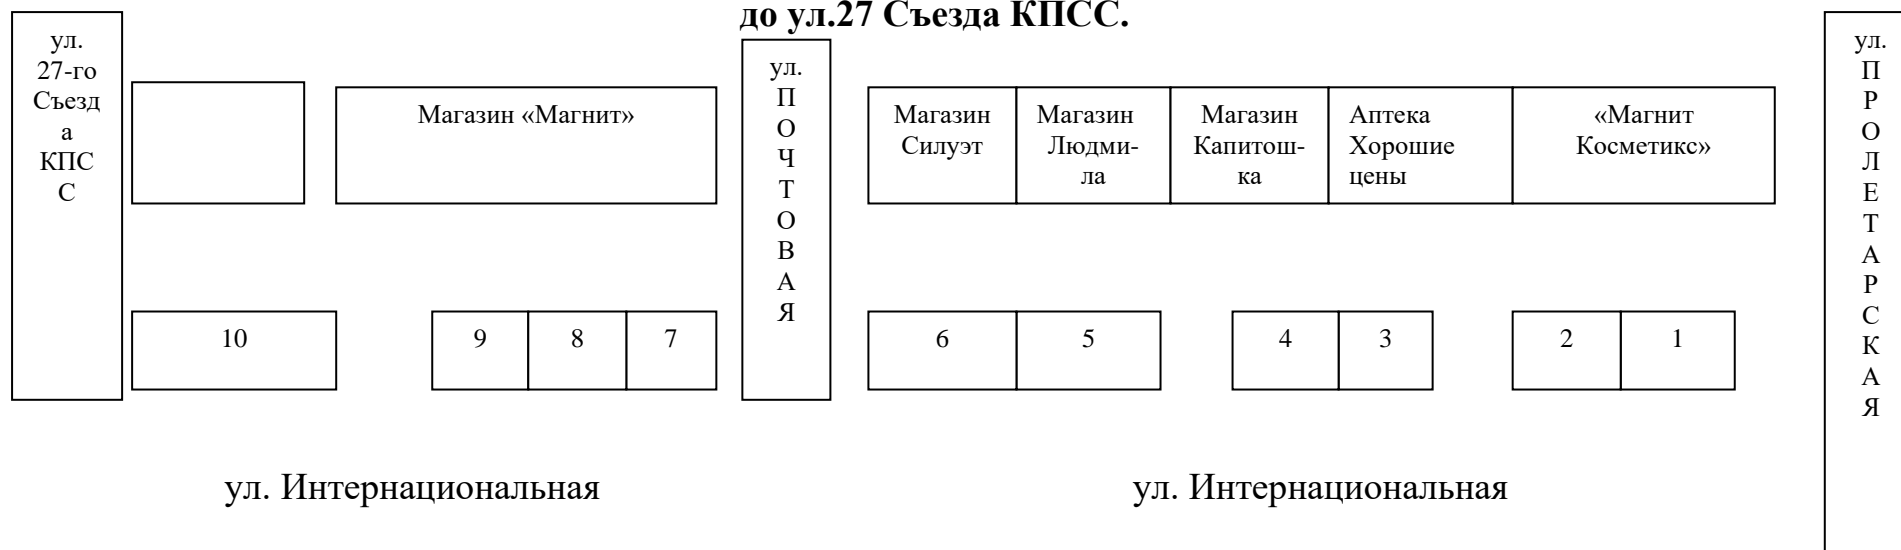 до ул.27 Съезда КПСС.
ул.
27-го
Съезд
а
КПС
С
Магазин «Магнит»
ул.
П
О
Ч
Т
О
В
А
Я
Магазин
Силуэт
Магазин
Людми-
ла
Магазин
Капитош-
ка
Аптека
Хорошие
цены
«Магнит
Косметикс»
ул.
П
Р
О
Л
Е
Т
А
Р
С
К
А
Я
10
9
8
7
6
5
4
3
2
1
ул. Интернациональная
ул. Интернациональная